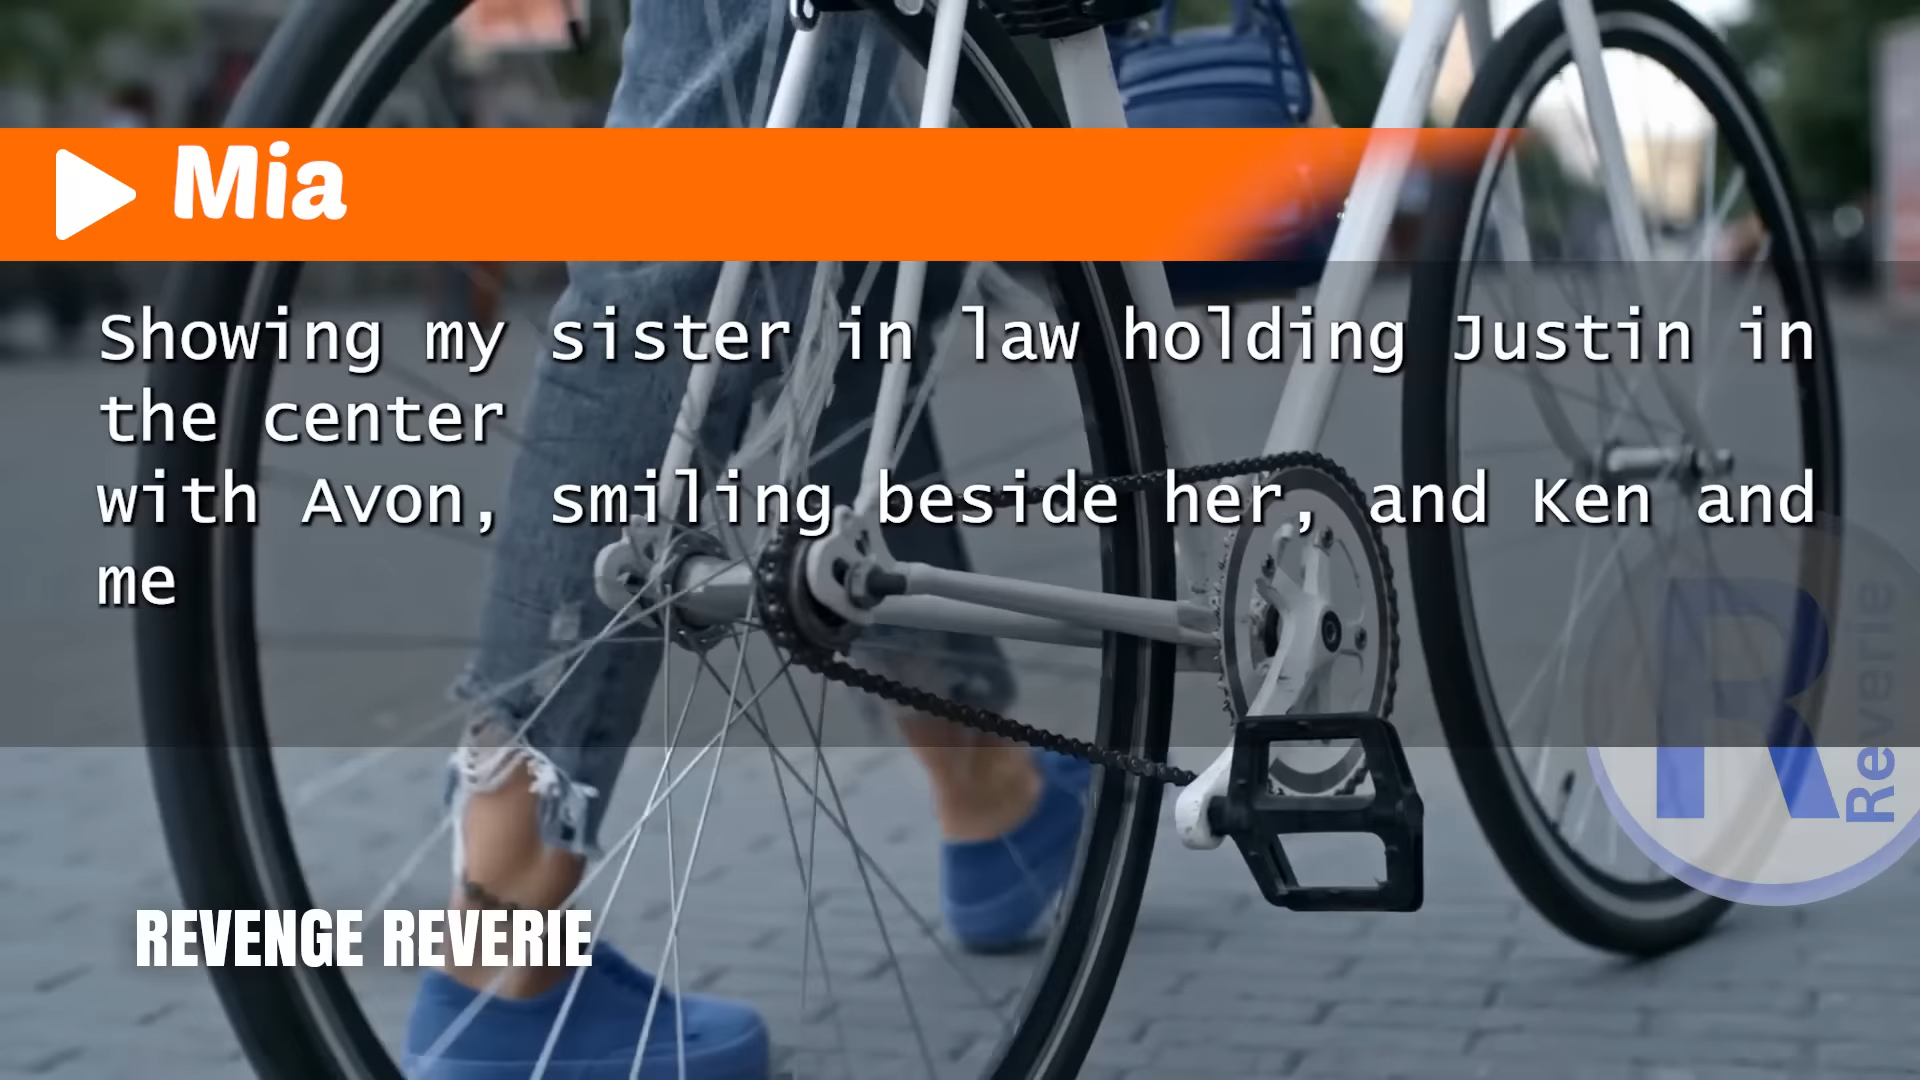 Mia
Showing my sister in law holding Justin in
the center
with Avon, smiling beside her, and Ken and
me
R
Reverie
REVENGE REVERIE